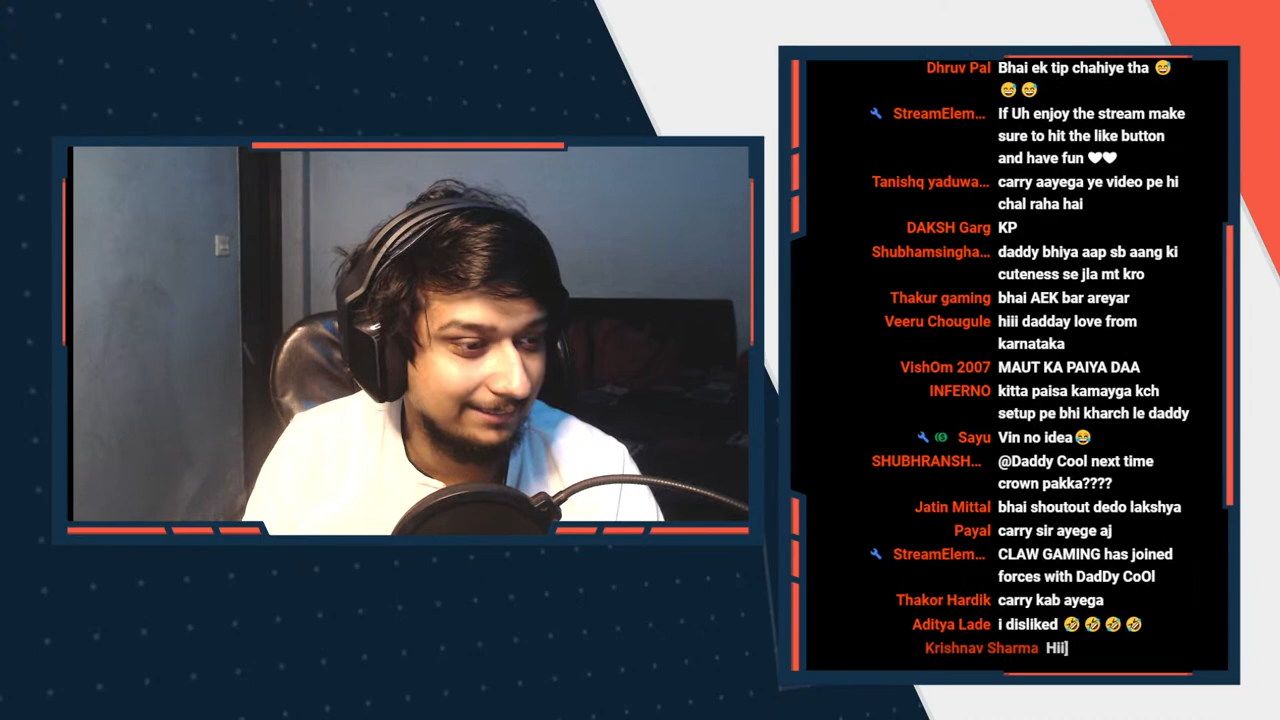 Dhruv Pal Bhai ek tip chahiye tha 😅
😅 😅
StreamElem... If Uh enjoy the stream make
sure to hit the like button
and have fun 🤍🤍
Tanishq yaduwa... carry aayega ye video pe hi
chal raha hai
DAKSH Garg KP
Shubhamsingha... daddy bhiya aap sb aang ki
cuteness se jla mt kro
Thakur gaming bhai AEK bar areyar
Veeru Chougule hiii dadday love from
karnataka
VishOm 2007 MAUT KA PAIYA DAA
INFERNO kitta paisa kamayga kch
setup pe bhi kharch le daddy
Sayu Vin no idea😂
SHUBHRANSH... @Daddy Cool next time
crown pakka????
Jatin Mittal bhai shoutout dedo lakshya
Payal carry sir ayege aj
StreamElem... CLAW GAMING has joined
forces with DadDy CoOl
Thakor Hardik carry kab ayega
Aditya Lade i disliked 🤣 🤣 🤣 🤣
Krishnav Sharma Hii]